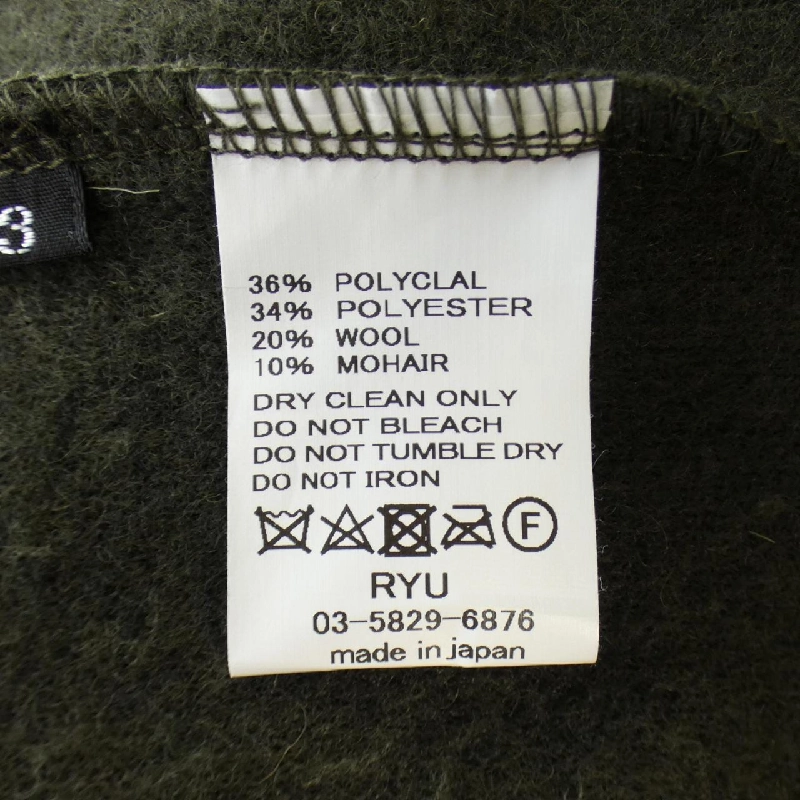 3
36% POLYCLAL
34% POLYESTER
20% WOOL
10% MOHAIR
DRY CLEAN ONLY
DO NOT BLEACH
DO NOT TUMBLE DRY
DO NOT IRON
F
RYU
03-5829-6876
made in japan